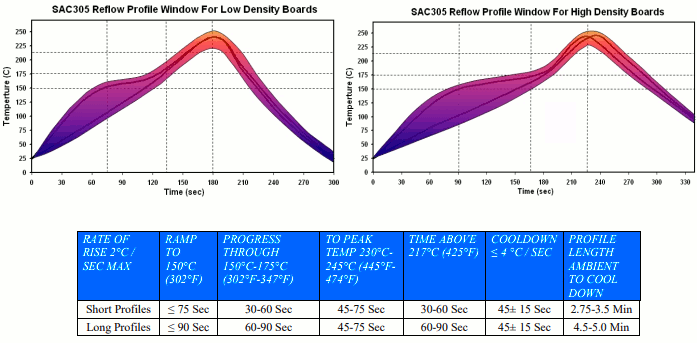 SAC305 Reflow Profile Window For Low Density Boards
Temperture (C)
250
225
200
175
150
125
100
75
50
25
0
0 30 60 90 120 150 180 210 240 270 300
Time (sec)
SAC305 Reflow Profile Window For High Density Boards
Temperture (C)
250
225
200
175
150
125
100
75
50
25
0
0 30 60 90 120 150 180 210 240 270 300 330
Time (sec)
RATE OF RISE 2°C / SEC MAX
RAMP TO 150°C (302°F)
PROGRESS THROUGH 150°C-175°C (302°F-347°F)
TO PEAK TEMP 230°C-245°C (445°F-474°F)
TIME ABOVE 217°C (425°F)
COOLDOWN ≤ 4 °C / SEC
PROFILE LENGTH AMBIENT TO COOL DOWN
Short Profiles ≤ 75 Sec 30-60 Sec 45-75 Sec 30-60 Sec 45± 15 Sec 2.75-3.5 Min
Long Profiles ≤ 90 Sec 60-90 Sec 45-75 Sec 60-90 Sec 45± 15 Sec 4.5-5.0 Min